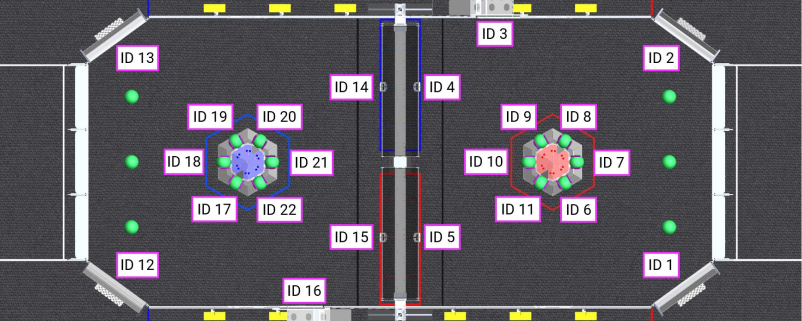 ID 3
ID 13
ID 2
ID 14
ID 4
ID 19
ID 20
ID 9
ID 8
ID 18
ID 21
ID 10
ID 7
ID 17
ID 22
ID 11
ID 6
ID 15
ID 5
ID 12
ID 1
ID 16